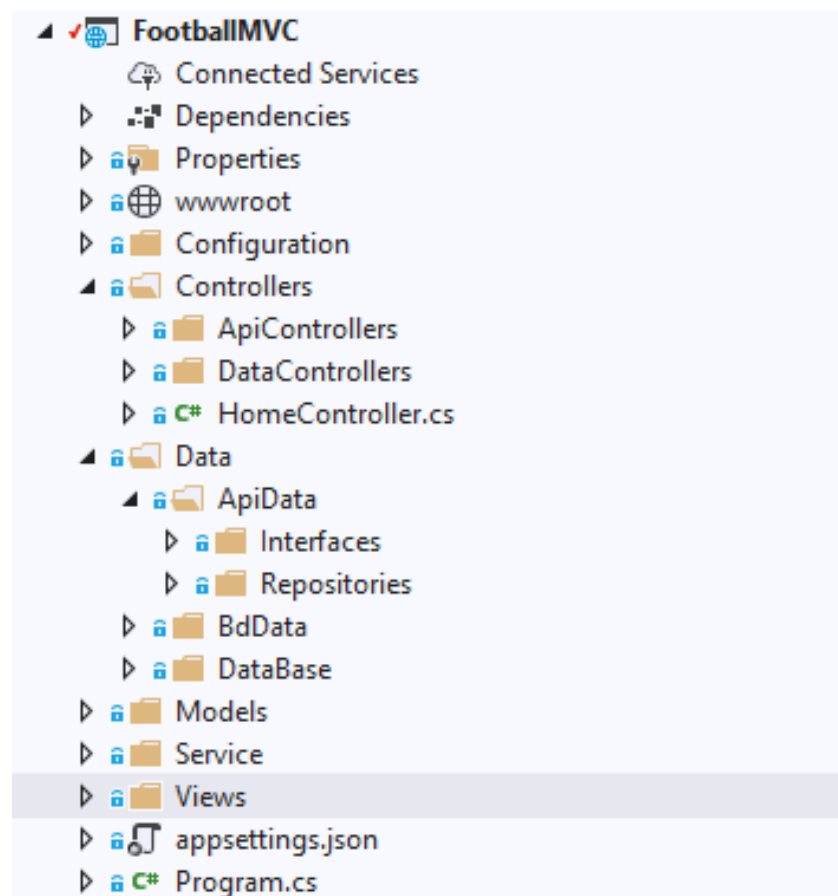 FootballMVC
Connected Services
Dependencies
Properties
wwwroot
Configuration
Controllers
ApiControllers
DataControllers
C# HomeController.cs
Data
ApiData
Interfaces
Repositories
BdData
DataBase
Models
Service
Views
appsettings.json
C# Program.cs